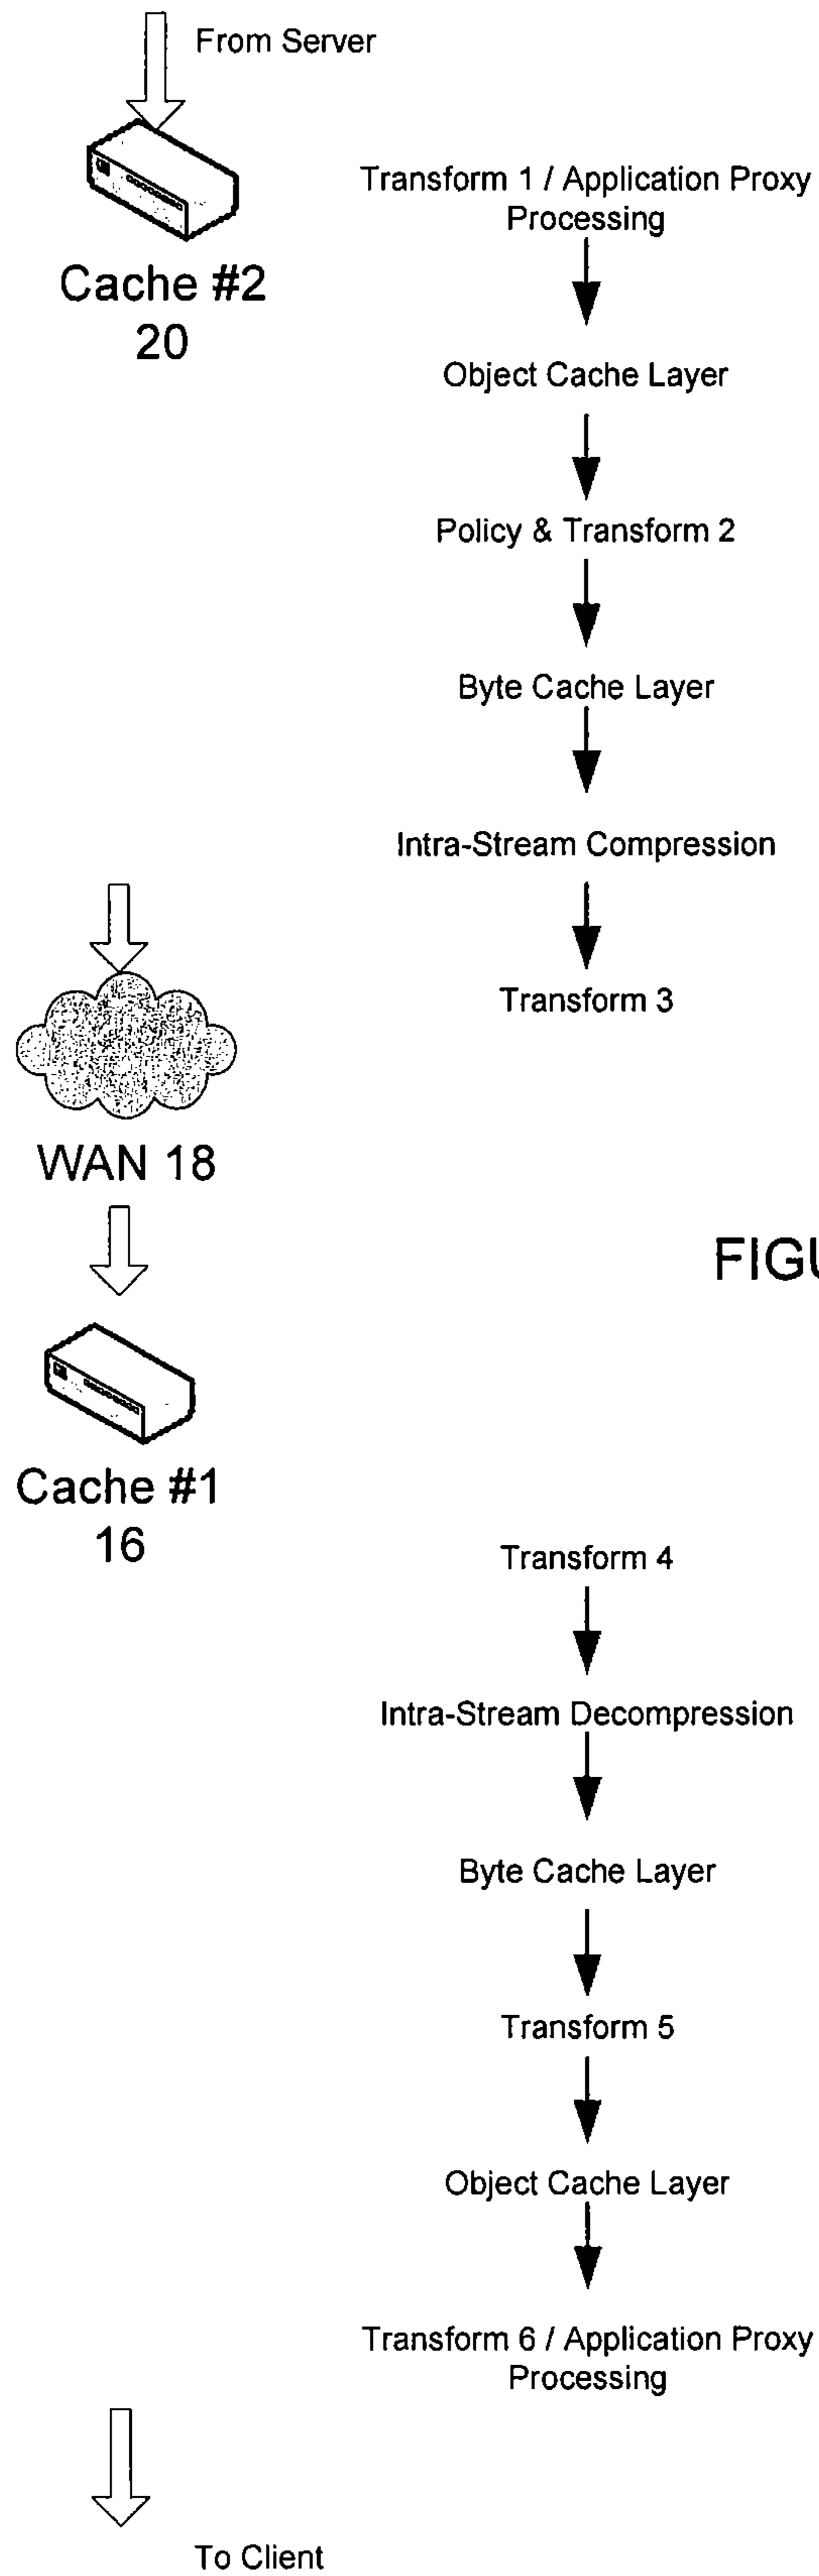 From Server
Transform 1 / Application Proxy
Processing
Cache #2
20
Object Cache Layer
Policy & Transform 2
Byte Cache Layer
Intra-Stream Compression
Transform 3
WAN 18
Cache #1
16
Transform 4
Intra-Stream Decompression
Byte Cache Layer
Transform 5
Object Cache Layer
Transform 6 / Application Proxy
Processing
To Client